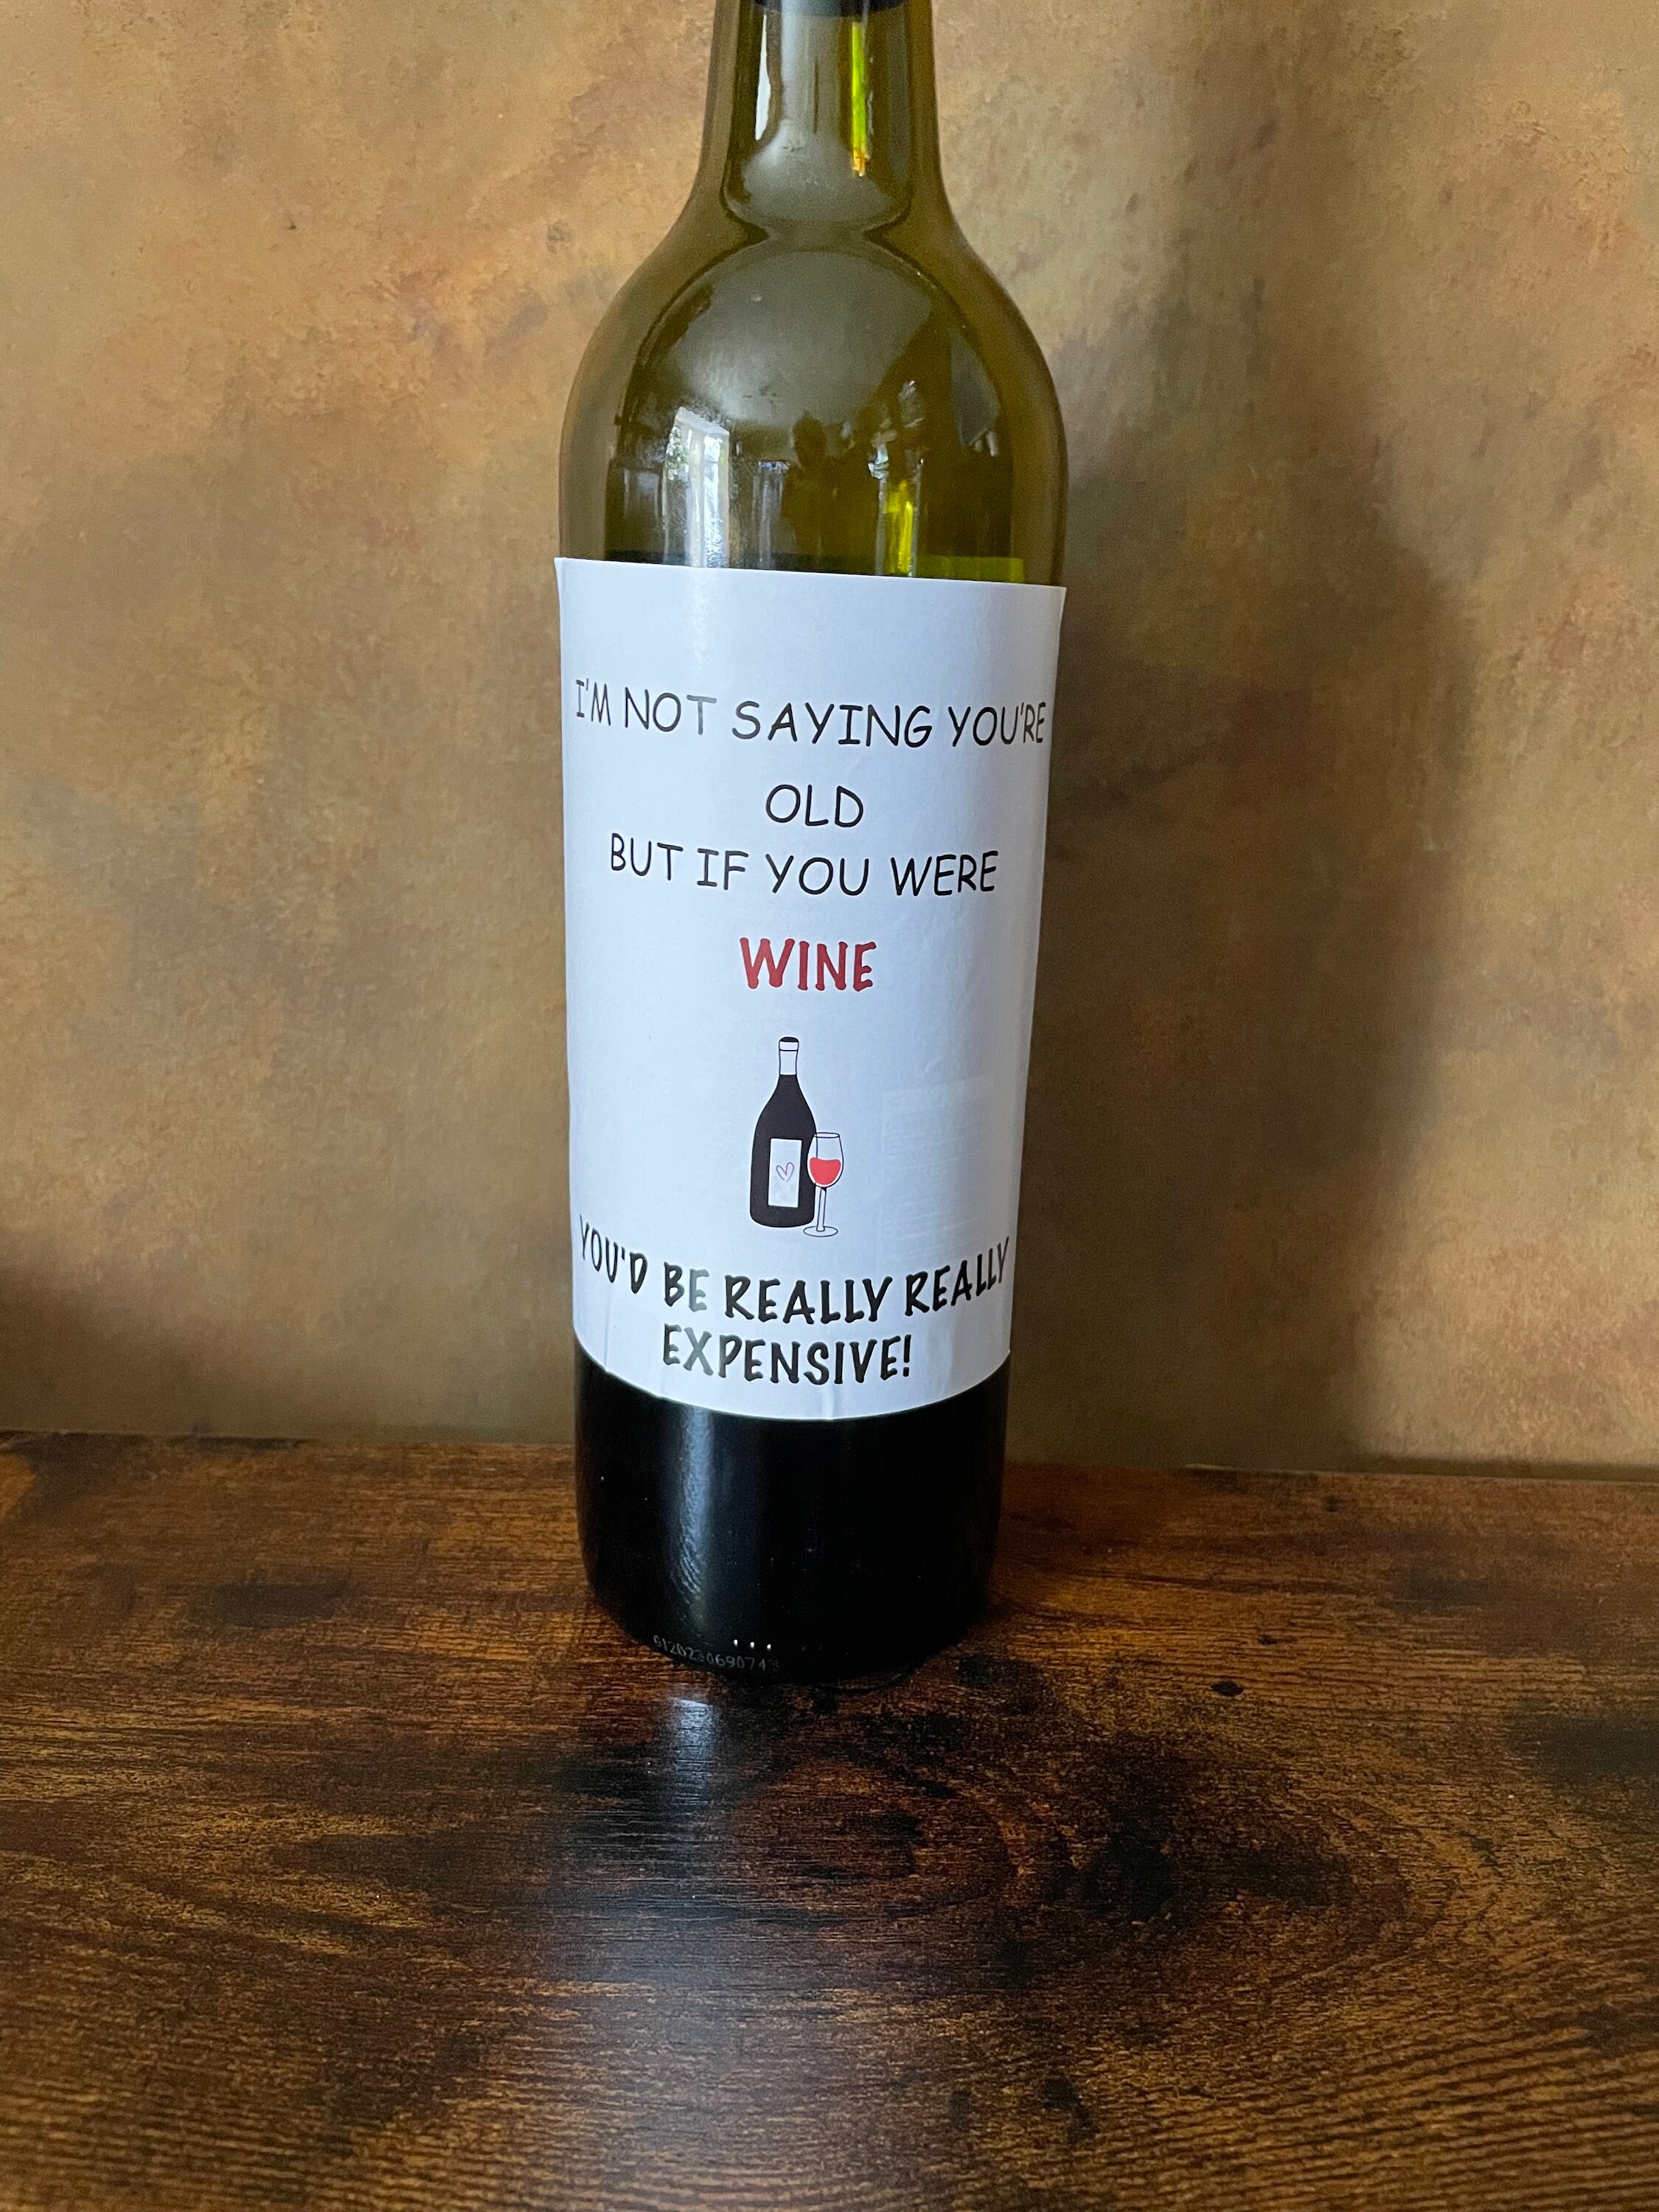 I'M NOT SAYING YOU'RE
OLD
BUT IF YOU WERE
WINE
YOU'D BE REALLY REALLY
EXPENSIVE!